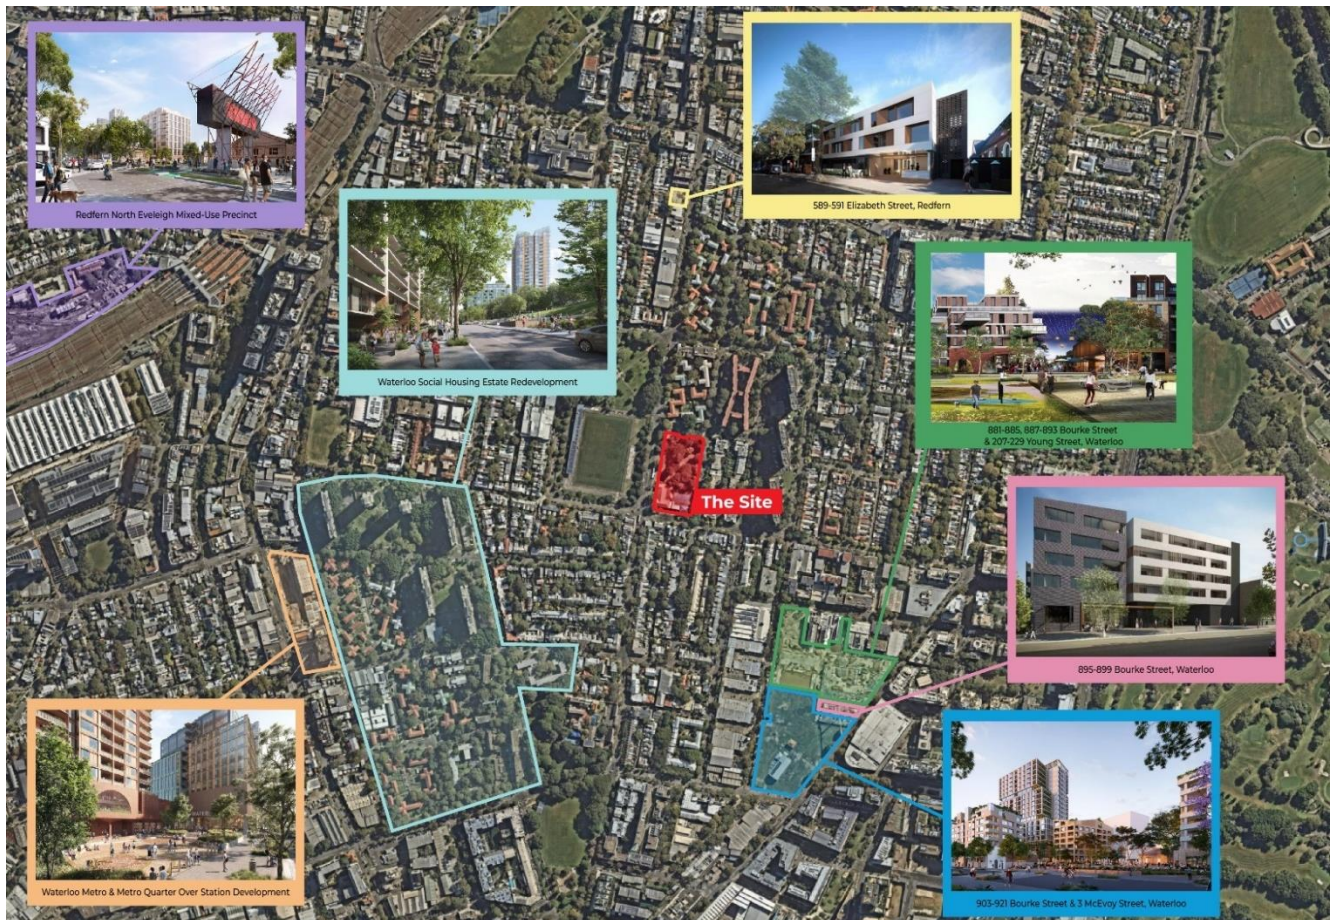 Redfern North Eveleigh Mixed-Use Precinct
589-591 Elizabeth Street, Redfern
Waterloo Social Housing Estate Redevelopment
881-885, 887-893 Bourke Street
& 207-229 Young Street, Waterloo
The Site
895-899 Bourke Street, Waterloo
Waterloo Metro & Metro Quarter Over Station Development
903-921 Bourke Street & 3 McEvoy Street, Waterloo